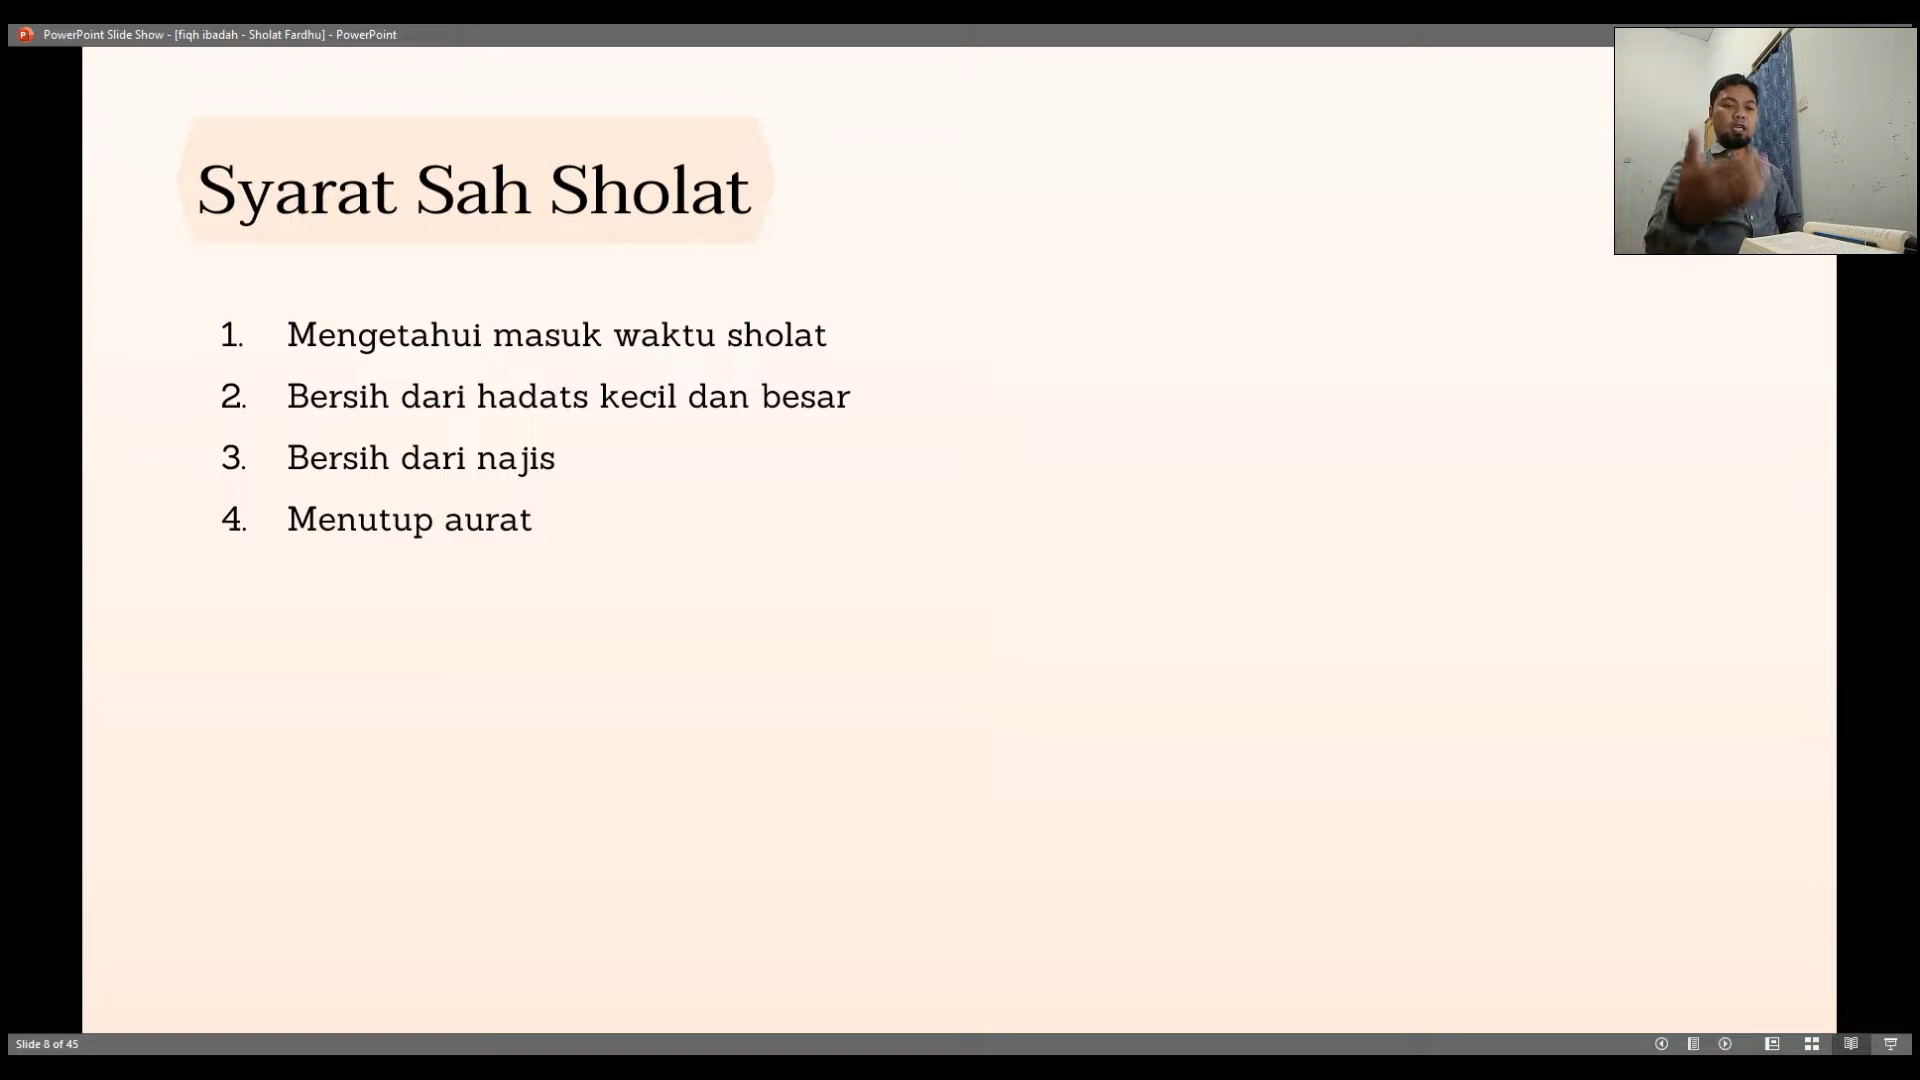 PowerPoint Slide Show - [fiqh ibadah - Sholat Fardhu] - PowerPoint
Syarat Sah Sholat
1. Mengetahui masuk waktu sholat
2. Bersih dari hadats kecil dan besar
3. Bersih dari najis
4. Menutup aurat
Slide 8 of 45